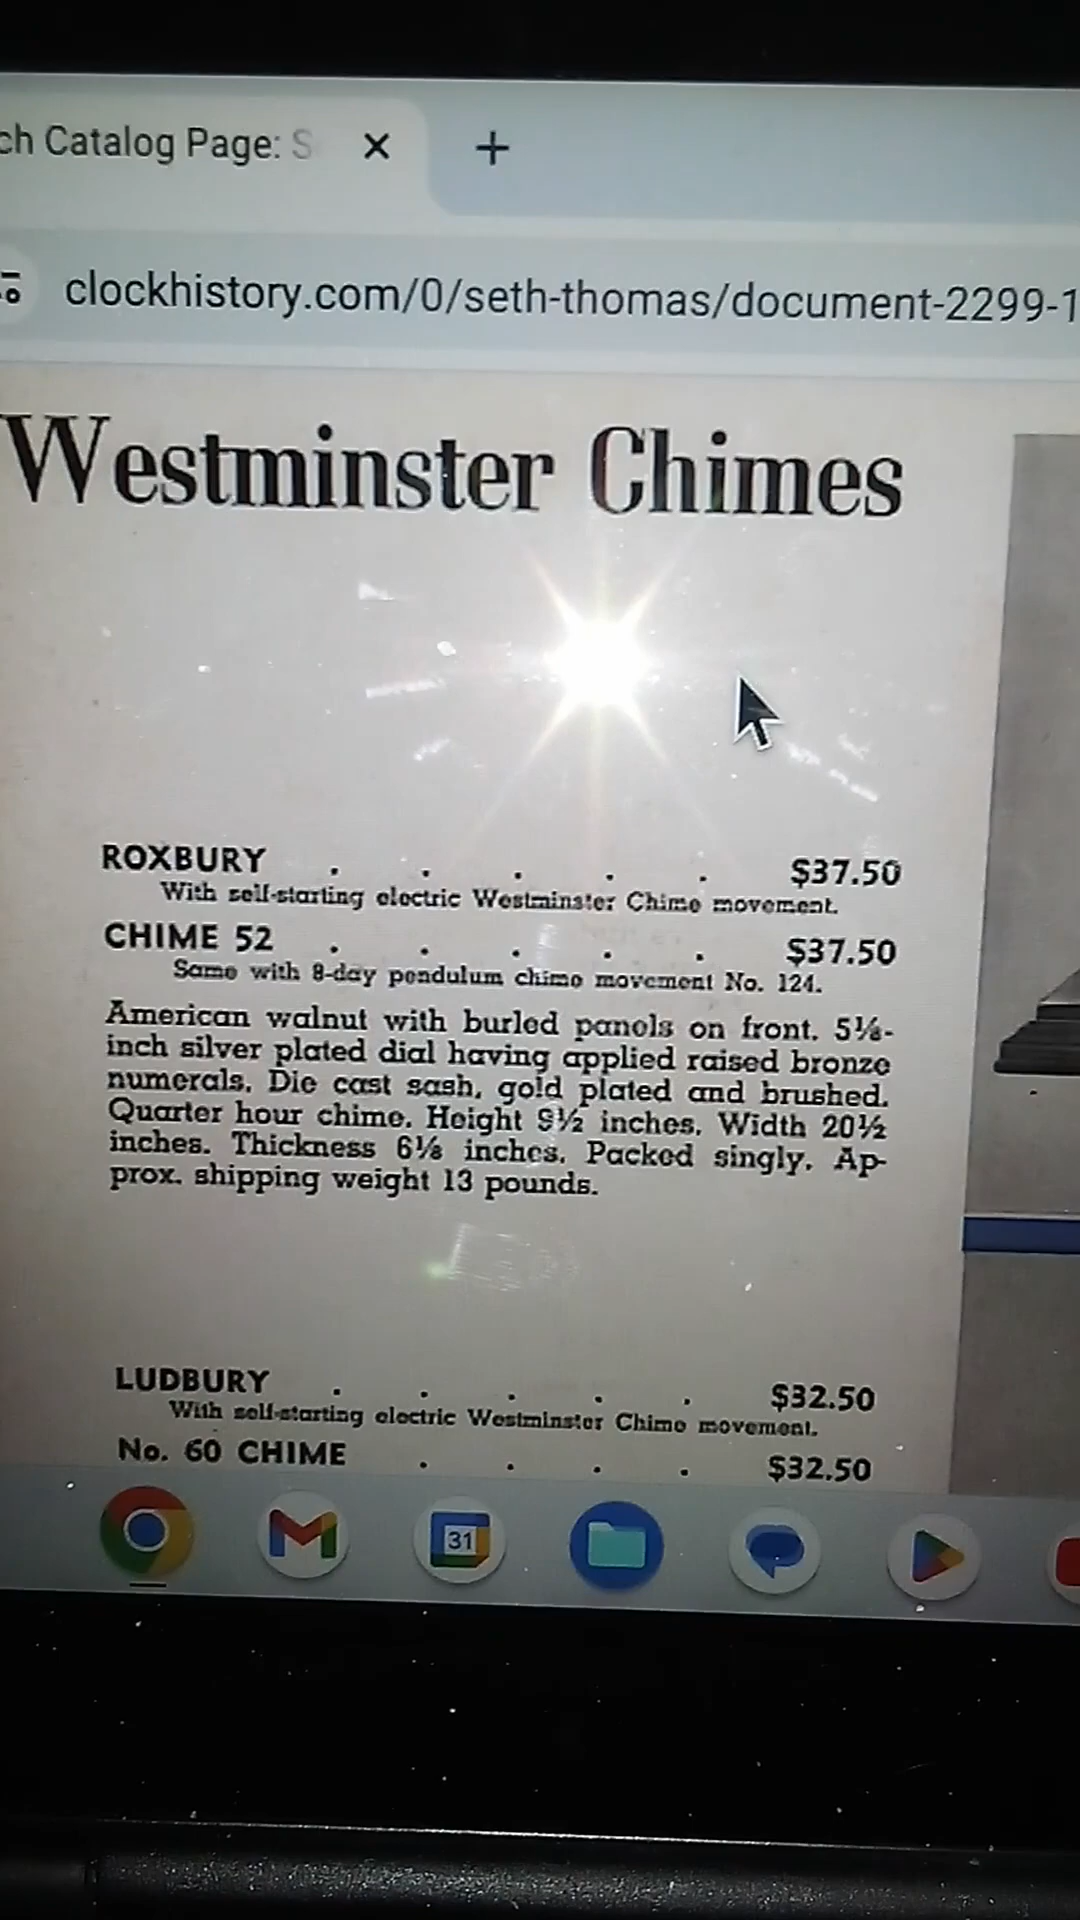 ch Catalog Page: S
clockhistory.com/0/seth-thomas/document-2299-1
Westminster Chimes
ROXBURY . . . . . $37.50
With self-starting electric Westminster Chime movement.
CHIME 52 . . . . . $37.50
Same with 8-day pendulum chime movement No. 124.
American walnut with burled panels on front. 5⅛-
inch silver plated dial having applied raised bronze
numerals. Die cast sash, gold plated and brushed.
Quarter hour chime. Height 9½ inches. Width 20½
inches. Thickness 6⅛ inches. Packed singly. Ap-
prox. shipping weight 13 pounds.
LUDBURY . . . . . $32.50
With self-starting electric Westminster Chime movement.
No. 60 CHIME . . . . $32.50
31